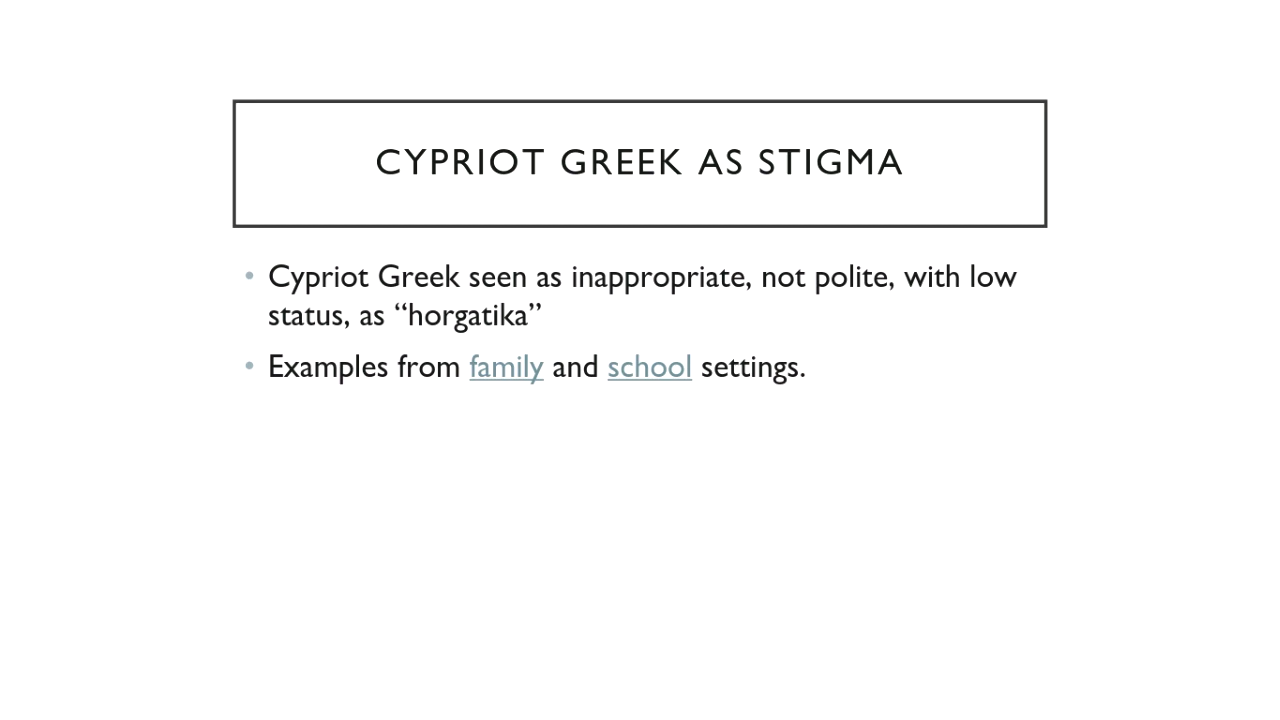 CYPRIOT GREEK AS STIGMA
• Cypriot Greek seen as inappropriate, not polite, with low
status, as “horgatika”
• Examples from family and school settings.